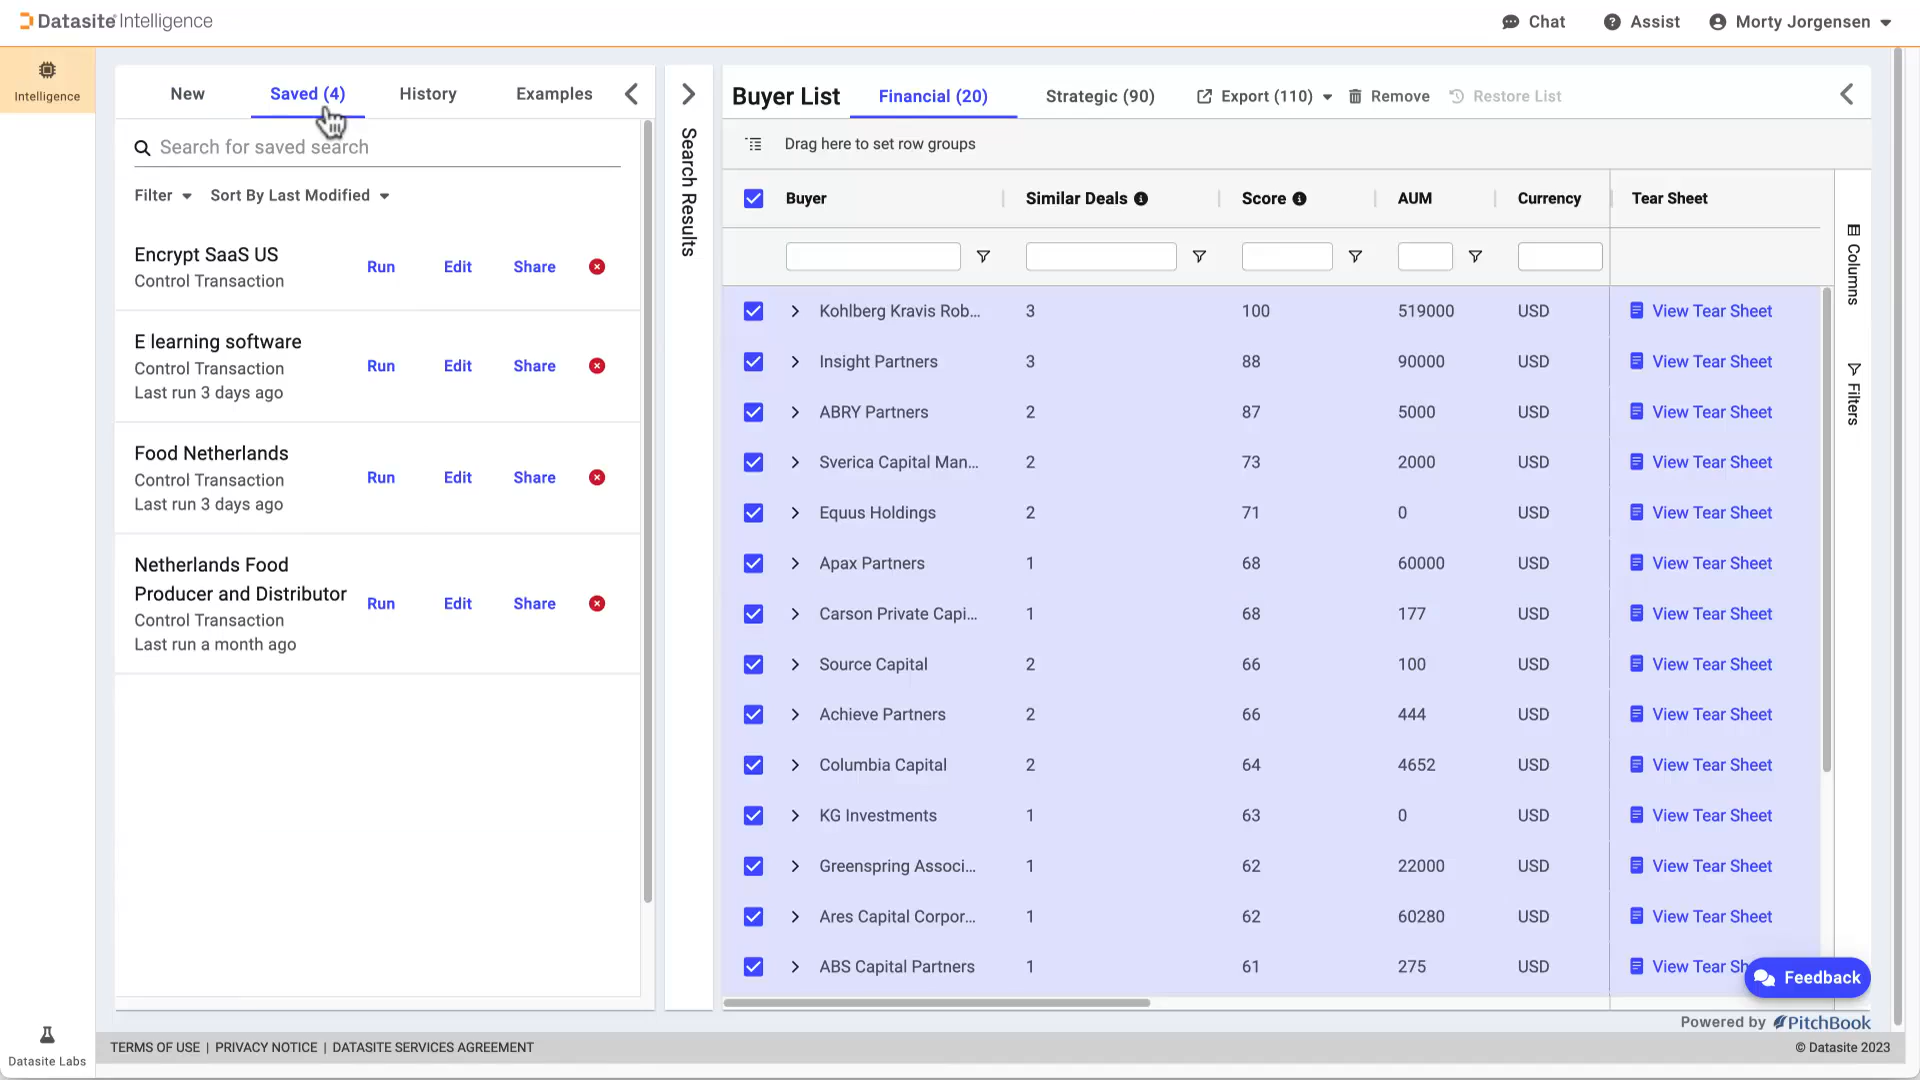 Datasite Intelligence
Chat
Assist
Morty Jorgensen
Intelligence
New
Saved (4)
History
Examples
Search for saved search
Filter
Sort By Last Modified
Encrypt SaaS US
Control Transaction
Run
Edit
Share
E learning software
Control Transaction
Last run 3 days ago
Run
Edit
Share
Food Netherlands
Control Transaction
Last run 3 days ago
Run
Edit
Share
Netherlands Food
Producer and Distributor
Control Transaction
Last run a month ago
Run
Edit
Share
Search Results
Buyer List
Financial (20)
Strategic (90)
Export (110)
Remove
Restore List
Drag here to set row groups
Buyer Similar Deals Score AUM Currency Tear Sheet
Kohlberg Kravis Rob... 3 100 519000 USD View Tear Sheet
Insight Partners 3 88 90000 USD View Tear Sheet
ABRY Partners 2 87 5000 USD View Tear Sheet
Sverica Capital Man... 2 73 2000 USD View Tear Sheet
Equus Holdings 2 71 0 USD View Tear Sheet
Apax Partners 1 68 60000 USD View Tear Sheet
Carson Private Capi... 1 68 177 USD View Tear Sheet
Source Capital 2 66 100 USD View Tear Sheet
Achieve Partners 2 66 444 USD View Tear Sheet
Columbia Capital 2 64 4652 USD View Tear Sheet
KG Investments 1 63 0 USD View Tear Sheet
Greenspring Associ... 1 62 22000 USD View Tear Sheet
Ares Capital Corpor... 1 62 60280 USD View Tear Sheet
ABS Capital Partners 1 61 275 USD View Tear Sh
Columns
Filters
Feedback
Powered by PitchBook
Datasite Labs
TERMS OF USE | PRIVACY NOTICE | DATASITE SERVICES AGREEMENT
© Datasite 2023